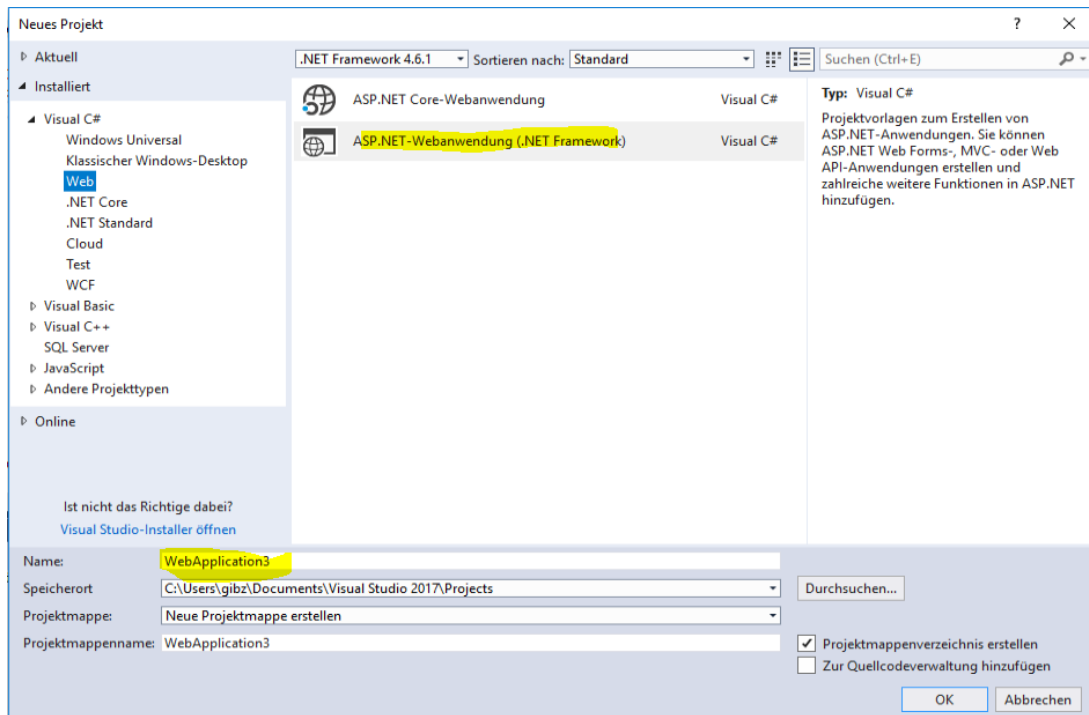 Neues Projekt
? ×
Aktuell
Installiert
Visual C#
Windows Universal
Klassischer Windows-Desktop
Web
.NET Core
.NET Standard
Cloud
Test
WCF
Visual Basic
Visual C++
SQL Server
JavaScript
Andere Projekttypen
Online
Ist nicht das Richtige dabei?
Visual Studio-Installer öffnen
.NET Framework 4.6.1 Sortieren nach: Standard
ASP.NET Core-Webanwendung Visual C#
ASP.NET-Webanwendung (.NET Framework) Visual C#
Suchen (Ctrl+E)
Typ: Visual C#
Projektvorlagen zum Erstellen von
ASP.NET-Anwendungen. Sie können
ASP.NET Web Forms-, MVC- oder Web
API-Anwendungen erstellen und
zahlreiche weitere Funktionen in ASP.NET
hinzufügen.
Name: WebApplication3
Speicherort C:\Users\gibz\Documents\Visual Studio 2017\Projects Durchsuchen...
Projektmappe: Neue Projektmappe erstellen
Projektmappenname: WebApplication3
Projektmappenverzeichnis erstellen
Zur Quellcodeverwaltung hinzufügen
OK Abbrechen